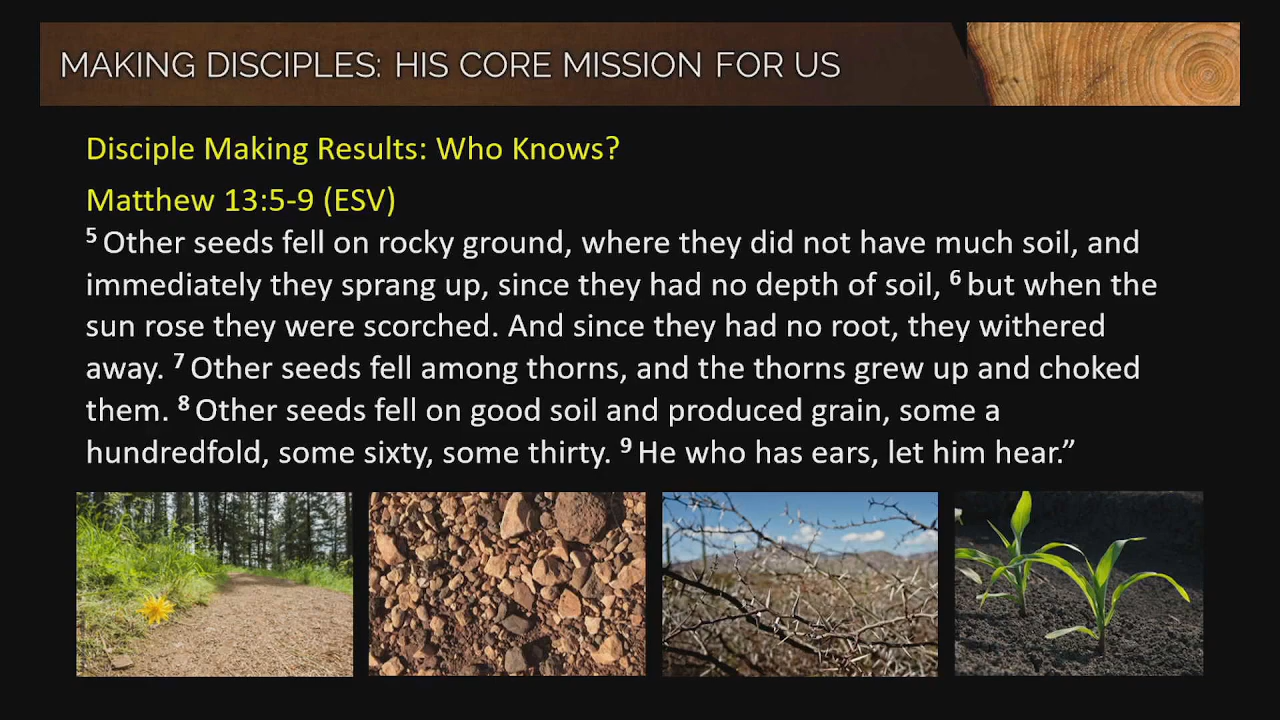 MAKING DISCIPLES: HIS CORE MISSION FOR US
Disciple Making Results: Who Knows?
Matthew 13:5-9 (ESV)
5 Other seeds fell on rocky ground, where they did not have much soil, and
immediately they sprang up, since they had no depth of soil, 6 but when the
sun rose they were scorched. And since they had no root, they withered
away. 7 Other seeds fell among thorns, and the thorns grew up and choked
them. 8 Other seeds fell on good soil and produced grain, some a
hundredfold, some sixty, some thirty. 9 He who has ears, let him hear.”